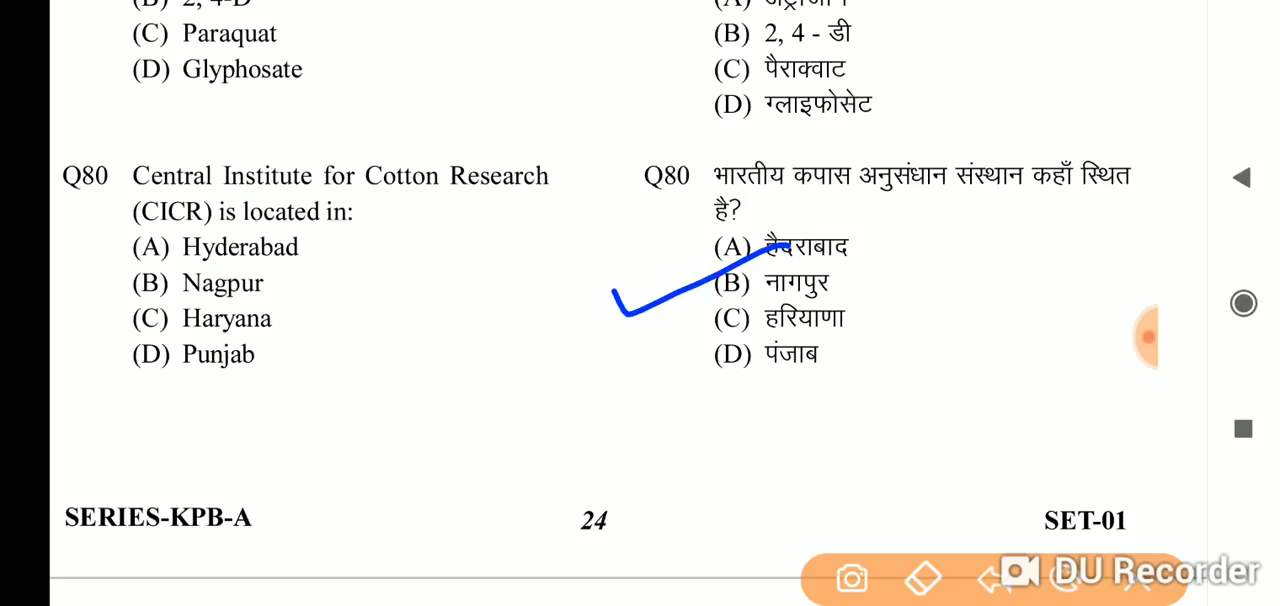 (C) Paraquat
(D) Glyphosate
(B) 2, 4 - डी
(C) पैराक्वाट
(D) ग्लाइफोसेट
Q80 Central Institute for Cotton Research
(CICR) is located in:
(A) Hyderabad
(B) Nagpur
(C) Haryana
(D) Punjab
Q80 भारतीय कपास अनुसंधान संस्थान कहाँ स्थित
है?
(A) हैदराबाद
(B) नागपुर
(C) हरियाणा
(D) पंजाब
SERIES-KPB-A
24
SET-01
DU Recorder